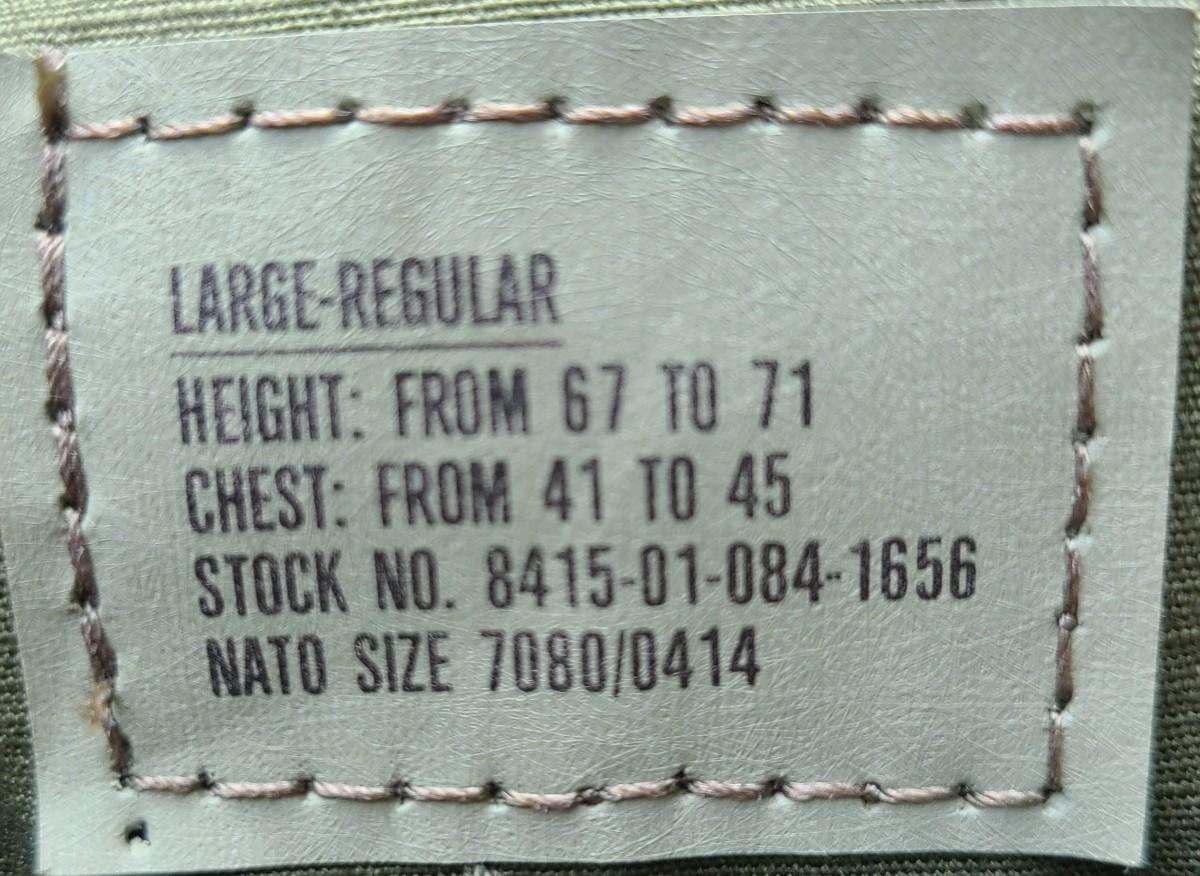 LARGE-REGULAR
HEIGHT: FROM 67 TO 71
CHEST: FROM 41 TO 45
STOCK NO. 8415-01-084-1656
NATO SIZE 7080/0414